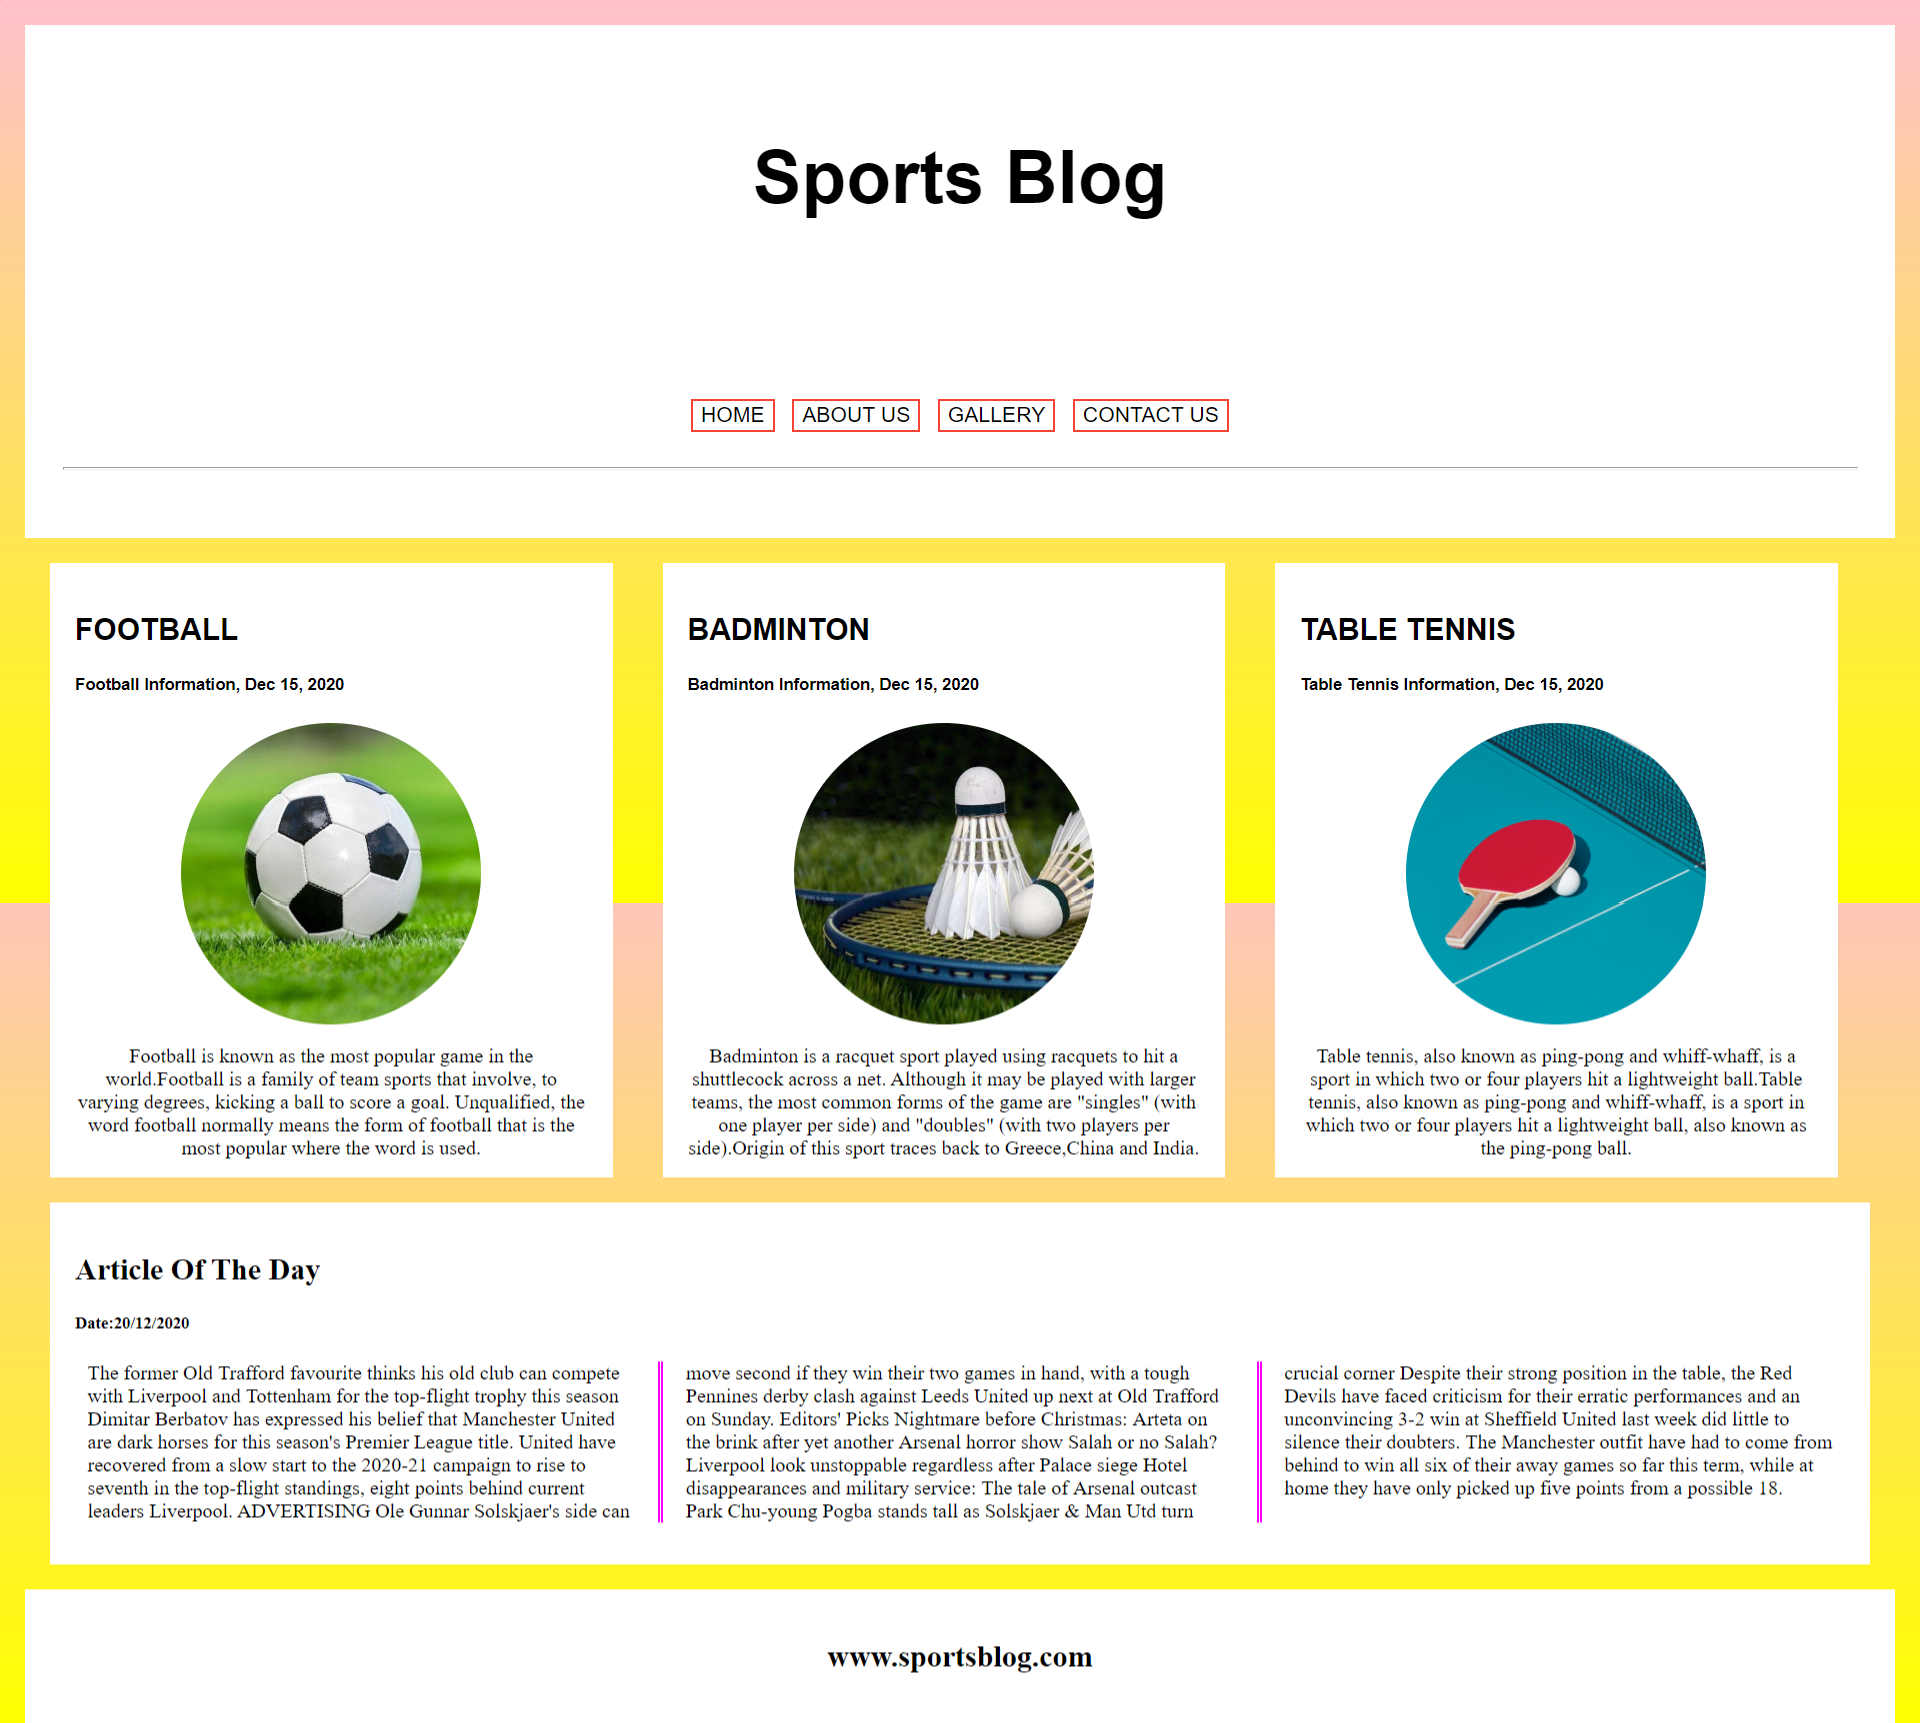 Sports Blog
HOME
ABOUT US
GALLERY
CONTACT US
FOOTBALL
Football Information, Dec 15, 2020
Football is known as the most popular game in the
world.Football is a family of team sports that involve, to
varying degrees, kicking a ball to score a goal. Unqualified, the
word football normally means the form of football that is the
most popular where the word is used.
BADMINTON
Badminton Information, Dec 15, 2020
Badminton is a racquet sport played using racquets to hit a
shuttlecock across a net. Although it may be played with larger
teams, the most common forms of the game are "singles" (with
one player per side) and "doubles" (with two players per
side).Origin of this sport traces back to Greece,China and India.
TABLE TENNIS
Table Tennis Information, Dec 15, 2020
Table tennis, also known as ping-pong and whiff-whaff, is a
sport in which two or four players hit a lightweight ball.Table
tennis, also known as ping-pong and whiff-whaff, is a sport in
which two or four players hit a lightweight ball, also known as
the ping-pong ball.
Article Of The Day
Date:20/12/2020
The former Old Trafford favourite thinks his old club can compete
with Liverpool and Tottenham for the top-flight trophy this season
Dimitar Berbatov has expressed his belief that Manchester United
are dark horses for this season's Premier League title. United have
recovered from a slow start to the 2020-21 campaign to rise to
seventh in the top-flight standings, eight points behind current
leaders Liverpool. ADVERTISING Ole Gunnar Solskjaer's side can
move second if they win their two games in hand, with a tough
Pennines derby clash against Leeds United up next at Old Trafford
on Sunday. Editors' Picks Nightmare before Christmas: Arteta on
the brink after yet another Arsenal horror show Salah or no Salah?
Liverpool look unstoppable regardless after Palace siege Hotel
disappearances and military service: The tale of Arsenal outcast
Park Chu-young Pogba stands tall as Solskjaer & Man Utd turn
crucial corner Despite their strong position in the table, the Red
Devils have faced criticism for their erratic performances and an
unconvincing 3-2 win at Sheffield United last week did little to
silence their doubters. The Manchester outfit have had to come from
behind to win all six of their away games so far this term, while at
home they have only picked up five points from a possible 18.
www.sportsblog.com